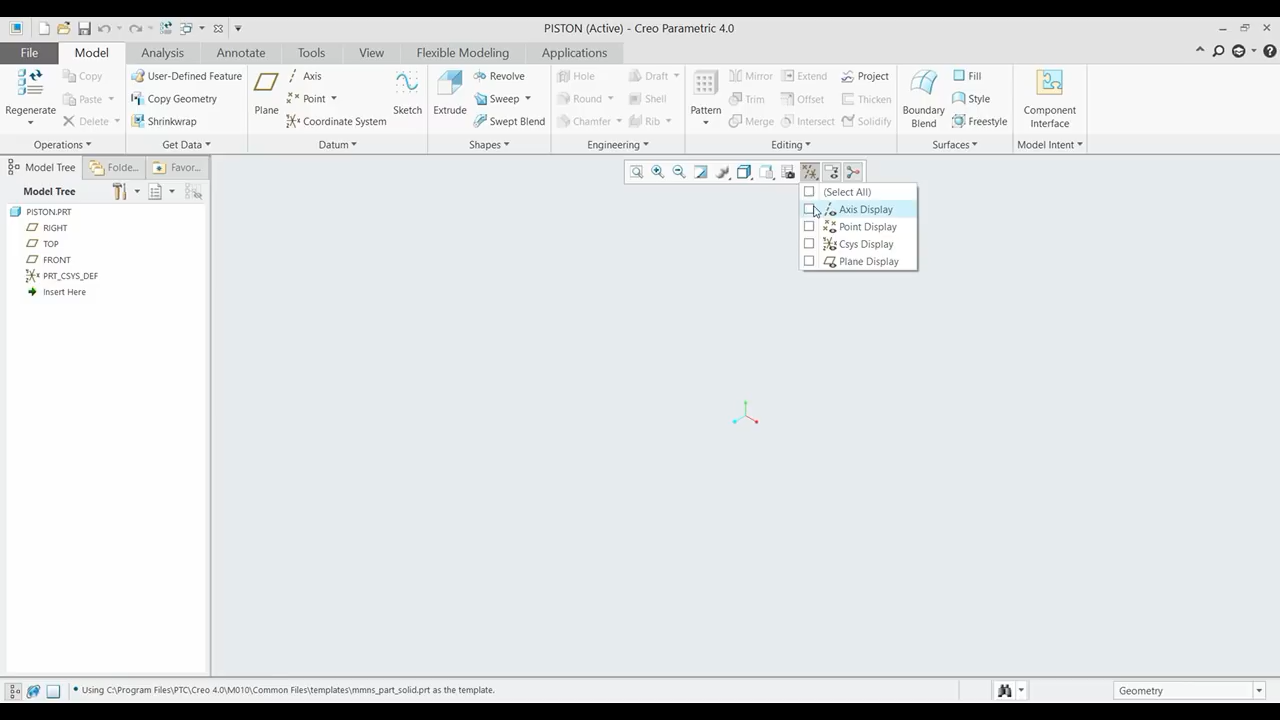 PISTON (Active) - Creo Parametric 4.0
File Model Analysis Annotate Tools View Flexible Modeling Applications
Regenerate
Copy
Paste
Delete
Operations
User-Defined Feature
Copy Geometry
Shrinkwrap
Get Data
Plane
Axis
Point
Coordinate System
Sketch
Datum
Extrude
Revolve
Sweep
Swept Blend
Shapes
Hole
Round
Chamfer
Draft
Shell
Rib
Engineering
Pattern
Mirror
Trim
Merge
Extend
Offset
Intersect
Project
Thicken
Solidify
Editing
Boundary
Blend
Fill
Style
Freestyle
Surfaces
Component
Interface
Model Intent
Model Tree Folde... Favor...
Model Tree
PISTON.PRT
RIGHT
TOP
FRONT
PRT_CSYS_DEF
Insert Here
(Select All)
Axis Display
Point Display
Csys Display
Plane Display
• Using C:\Program Files\PTC\Creo 4.0\M010\Common Files\templates\mmns_part_solid.prt as the template.
Geometry